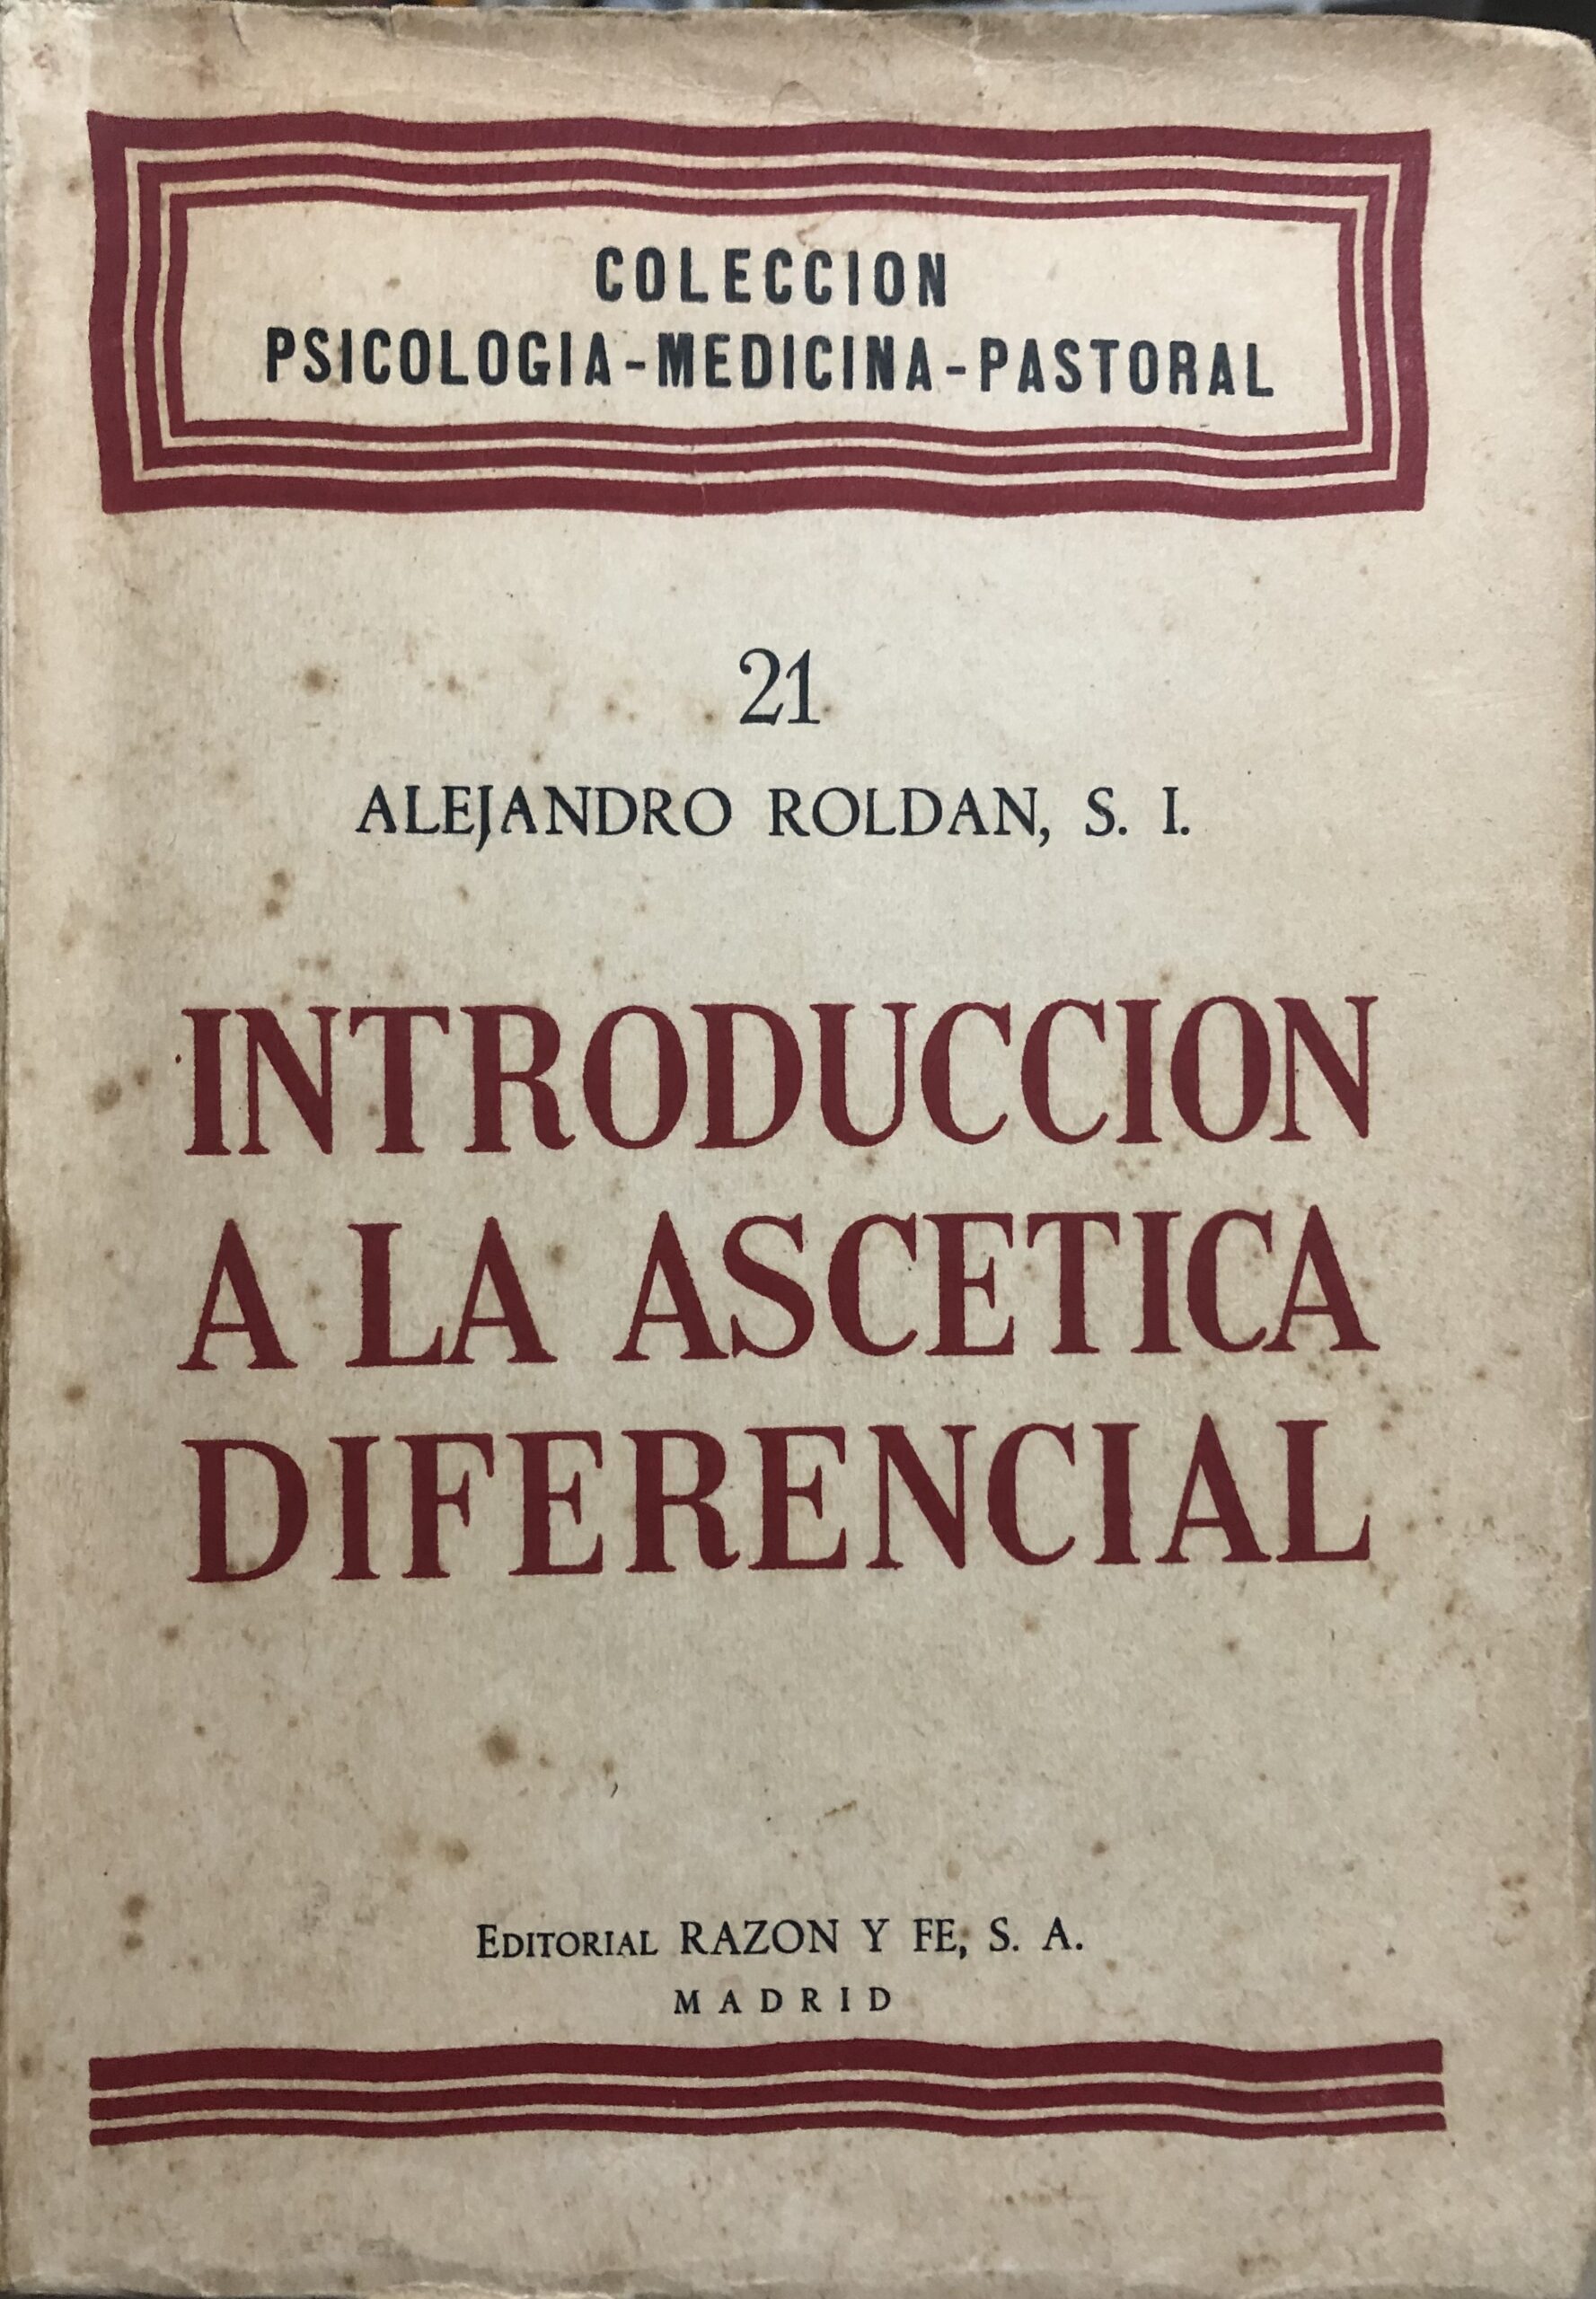 COLECCION
PSICOLOGIA-MEDICINA-PASTORAL
21
ALEJANDRO ROLDAN, S. I.
INTRODUCCION
A LA ASCETICA
DIFERENCIAL
EDITORIAL RAZON Y FE, S. A.
MADRID